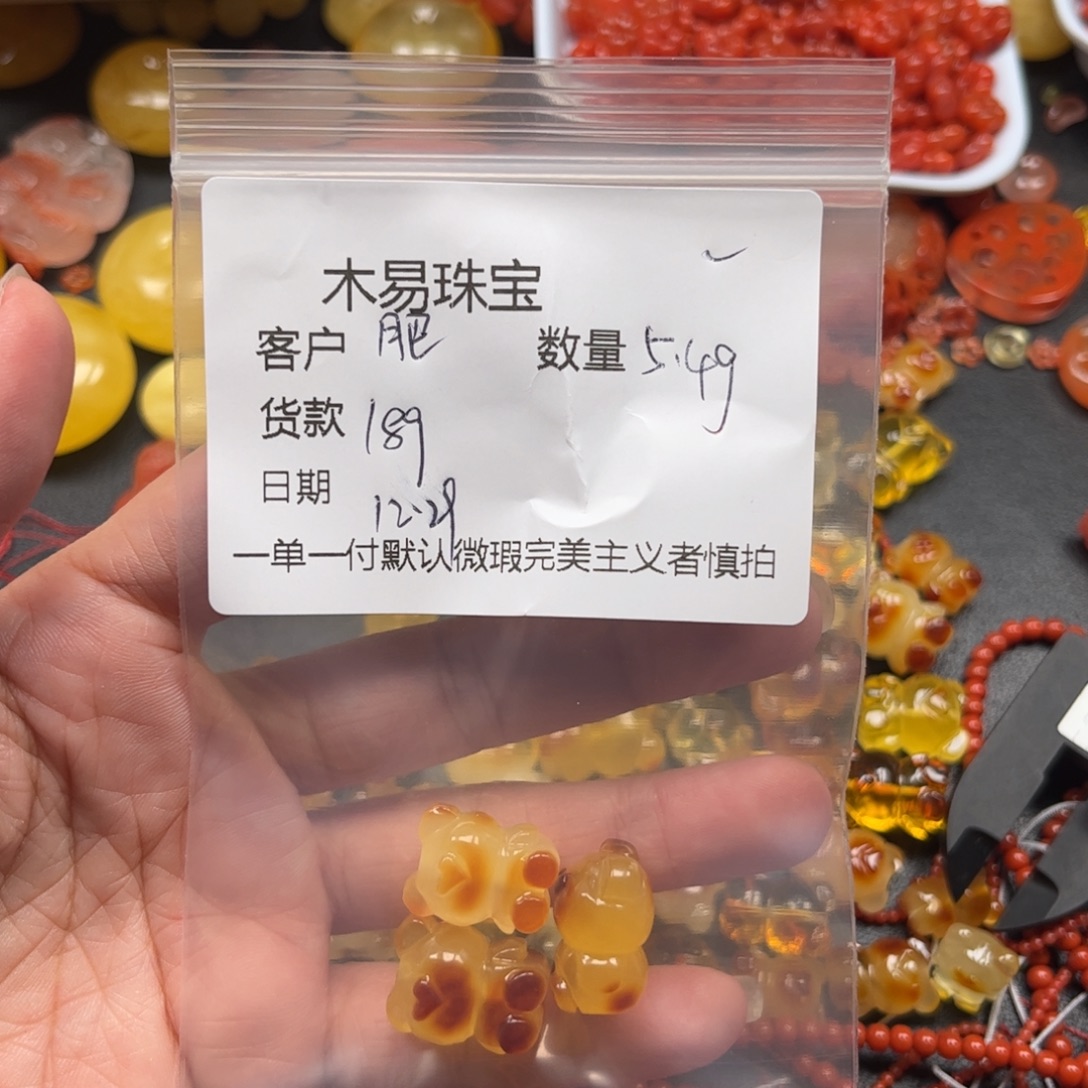 木易珠宝
客户 肥 数量 5.4g
货款 189
日期 12.29
一单一付默认微瑕完美主义者慎拍